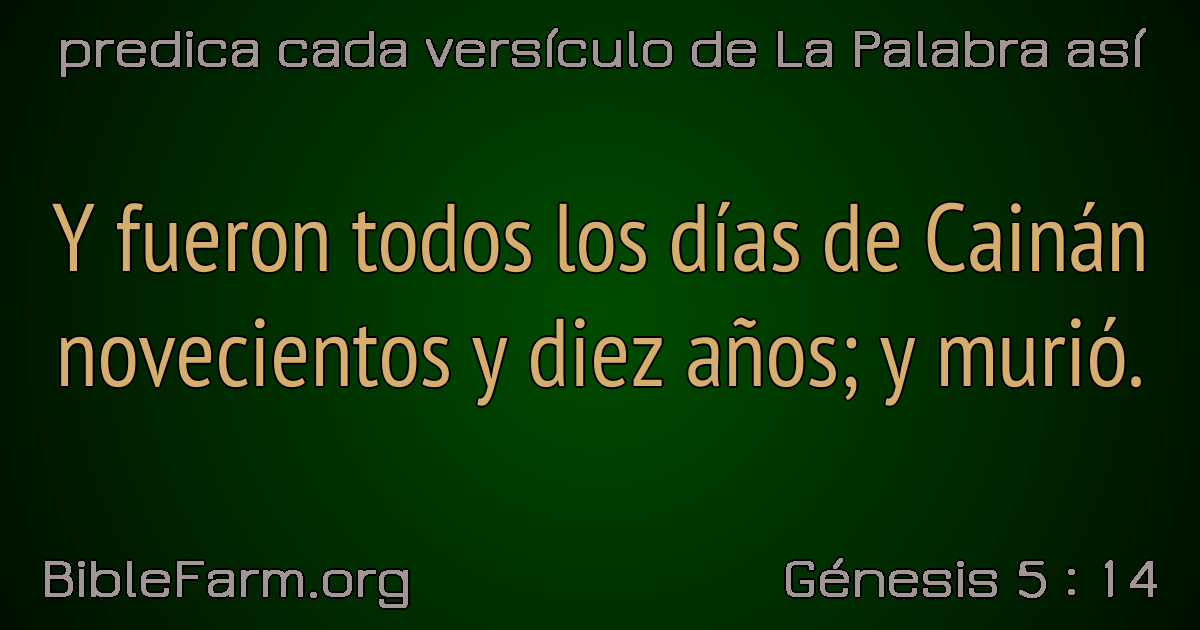 predica cada versículo de La Palabra así
Y fueron todos los días de Cainán
novecientos y diez años; y murió.
BibleFarm.org
Génesis 5 : 14